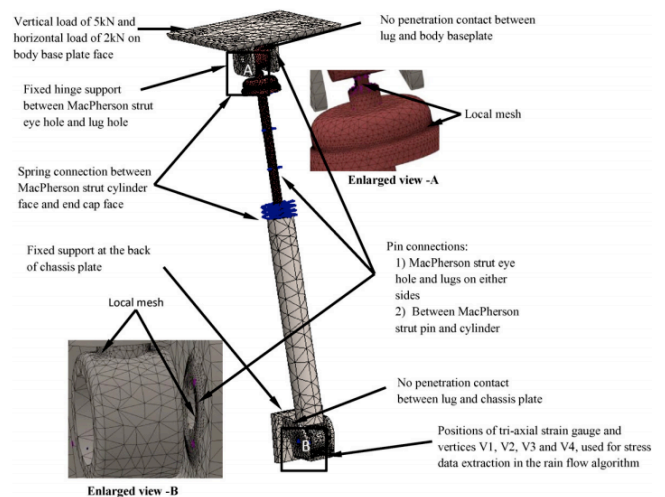 Vertical load of 5kN and
horizontal load of 2kN on
body base plate face
No penetration contact between
lug and body baseplate
A
Fixed hinge support
between MacPherson strut
eye hole and lug hole
Local mesh
Enlarged view -A
Spring connection between
MacPherson strut cylinder
face and end cap face
Fixed support at the back
of chassis plate
Pin connections:
1) MacPherson strut eye
hole and lugs on either
sides
2) Between MacPherson
strut pin and cylinder
Local mesh
No penetration contact
between lug and chassis plate
B
Positions of tri-axial strain gauge and
vertices V1, V2, V3 and V4, used for stress
data extraction in the rain flow algorithm
Enlarged view -B